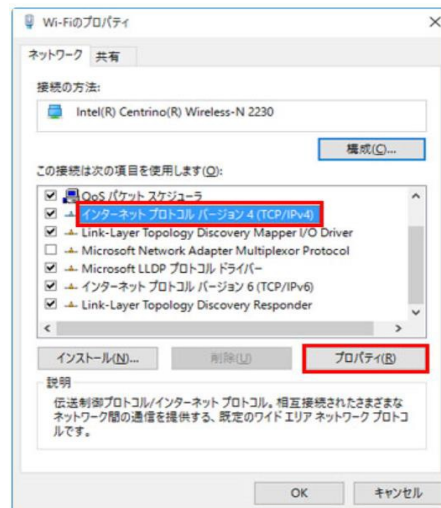 Wi-Fiのプロパティ
ネットワーク 共有
接続の方法:
Intel(R) Centrino(R) Wireless-N 2230
構成(C)...
この接続は次の項目を使用します(O):
QoS パケット スケジューラ
インターネット プロトコル バージョン 4 (TCP/IPv4)
Link-Layer Topology Discovery Mapper I/O Driver
Microsoft Network Adapter Multiplexor Protocol
Microsoft LLDP プロトコル ドライバー
インターネット プロトコル バージョン 6 (TCP/IPv6)
Link-Layer Topology Discovery Responder
インストール(N)... 削除(U) プロパティ(R)
説明
伝送制御プロトコル/インターネット プロトコル。相互接続されたさまざまな
ネットワーク間の通信を提供する、既定のワイド エリア ネットワーク プロトコ
ルです。
OK キャンセル